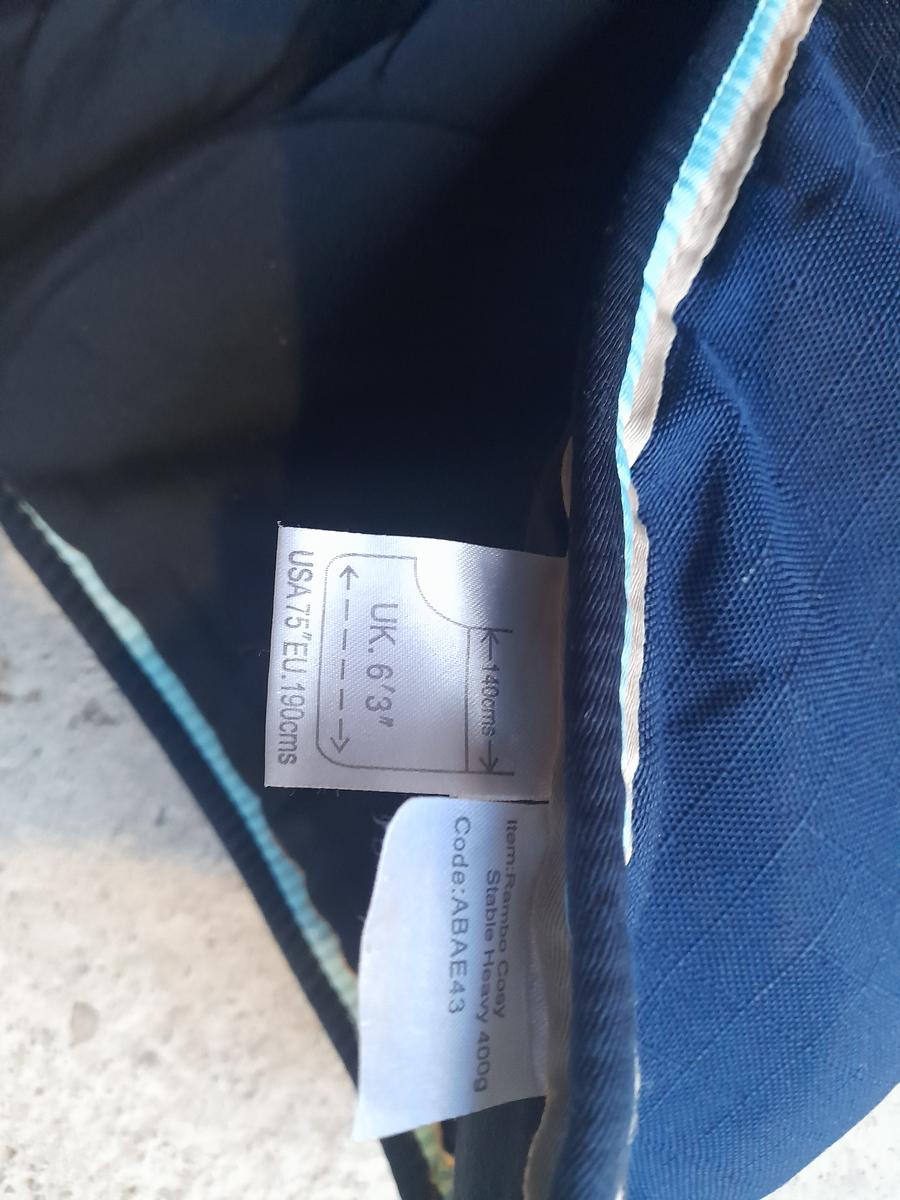 140cms
UK. 6'3"
USA 75" EU. 190cms
Item:Rambo Cosy
Stable Heavy 400g
Code:ABAE43